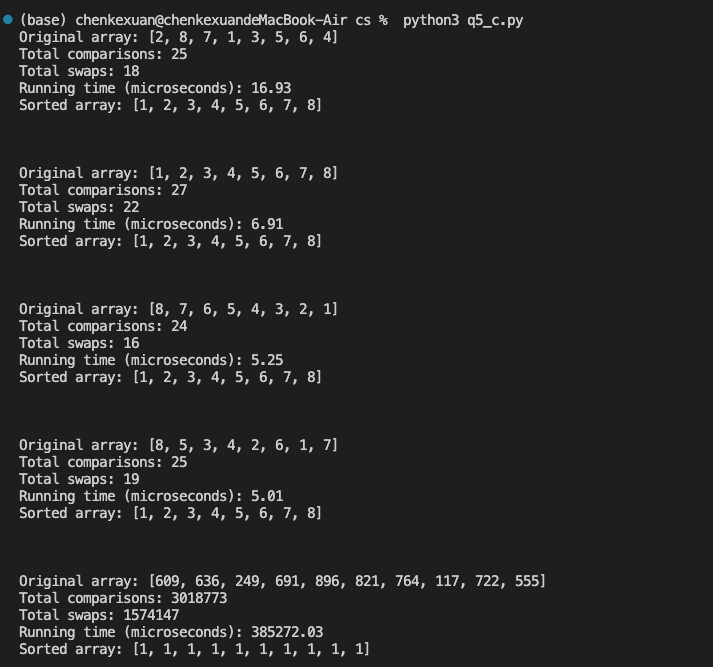 (base) chenkexuan@chenkexuandeMacBook-Air cs %  python3 q5_c.py
Original array: [2, 8, 7, 1, 3, 5, 6, 4]
Total comparisons: 25
Total swaps: 18
Running time (microseconds): 16.93
Sorted array: [1, 2, 3, 4, 5, 6, 7, 8]
Original array: [1, 2, 3, 4, 5, 6, 7, 8]
Total comparisons: 27
Total swaps: 22
Running time (microseconds): 6.91
Sorted array: [1, 2, 3, 4, 5, 6, 7, 8]
Original array: [8, 7, 6, 5, 4, 3, 2, 1]
Total comparisons: 24
Total swaps: 16
Running time (microseconds): 5.25
Sorted array: [1, 2, 3, 4, 5, 6, 7, 8]
Original array: [8, 5, 3, 4, 2, 6, 1, 7]
Total comparisons: 25
Total swaps: 19
Running time (microseconds): 5.01
Sorted array: [1, 2, 3, 4, 5, 6, 7, 8]
Original array: [609, 636, 249, 691, 896, 821, 764, 117, 722, 555]
Total comparisons: 3018773
Total swaps: 1574147
Running time (microseconds): 385272.03
Sorted array: [1, 1, 1, 1, 1, 1, 1, 1, 1, 1]